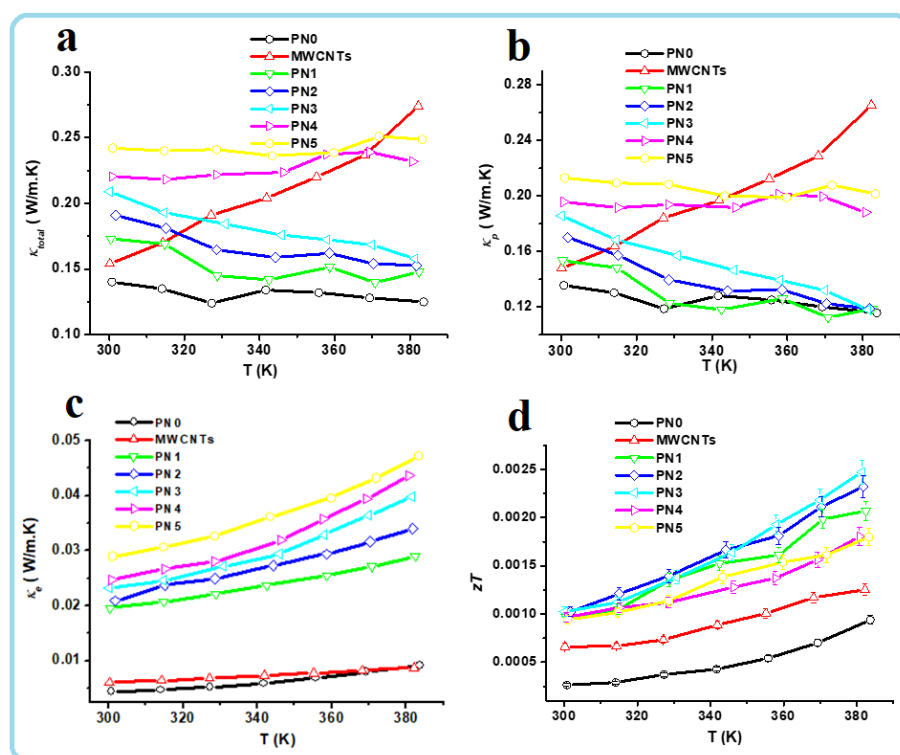 a
PN0
MWCNTs
PN1
PN2
PN3
PN4
PN5
0.30
0.25
0.20
0.15
0.10
κtotal ( W/m.K)
300 320 340 360 380
T (K)
b
PN0
MWCNTs
PN1
PN2
PN3
PN4
PN5
0.28
0.24
0.20
0.16
0.12
κp ( W/m.K)
300 320 340 360 380
T (K)
c
PN0
MWCNTs
PN 1
PN 2
PN 3
PN 4
PN 5
0.05
0.04
0.03
0.02
0.01
κe ( W/m.K)
300 320 340 360 380
T (K)
d
PN0
MWCNTs
PN1
PN2
PN3
PN4
PN5
0.0025
0.0020
0.0015
0.0010
0.0005
zT
300 320 340 360 380
T (K)